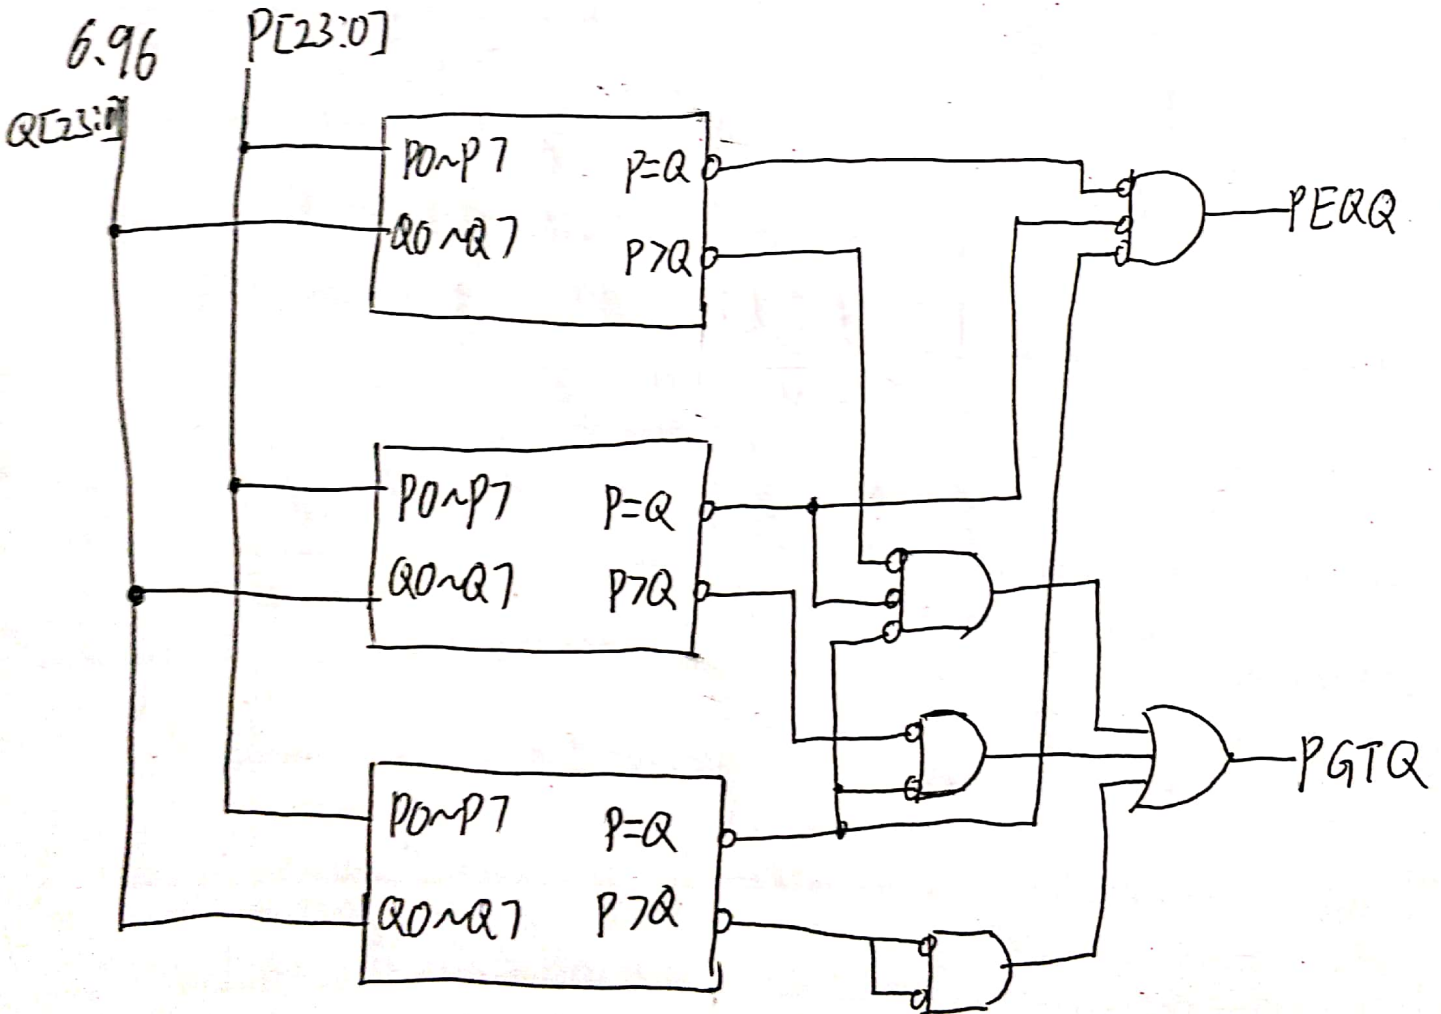 6.96
P[23:0]
Q[23:0]
P0~P7
P=Q
Q0~Q7
P>Q
PEQQ
P0~P7
P=Q
Q0~Q7
P>Q
P0~P7
P=Q
Q0~Q7
P>Q
PGTQ